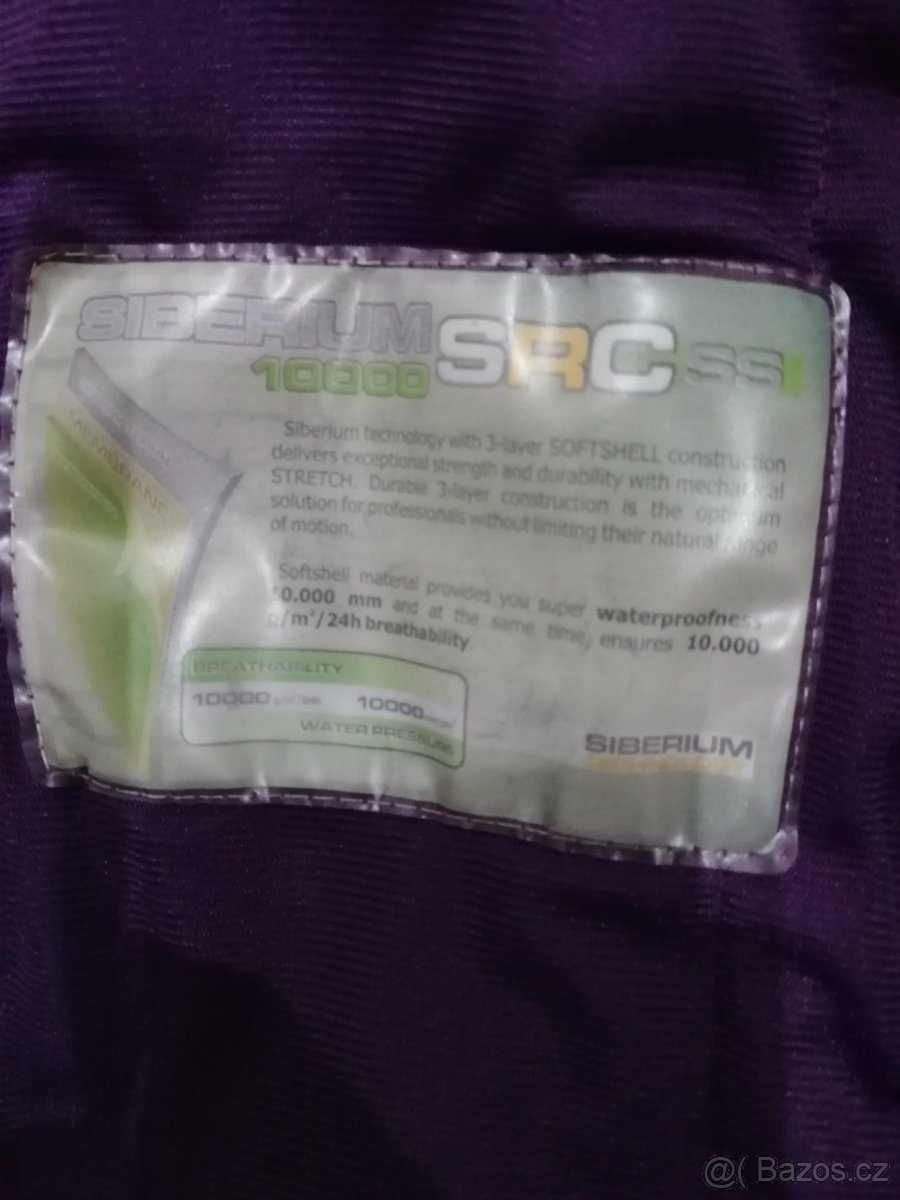 SIBERIUM SRC SS
10000
MEMBRANE
Siberium technology with 3-layer SOFTSHELL construction
delivers exceptional strength and durability with mechanical
STRETCH. Durable 3-layer construction is the optimum
solution for professionals without limiting their natural range
of motion.
Softshell material provides you super waterproofness
10.000 mm and at the same time, ensures 10.000
g/m²/24h breathability
BREATHABILITY
10000 10000
WATER PRESSURE
SIBERIUM
@( Bazos.cz